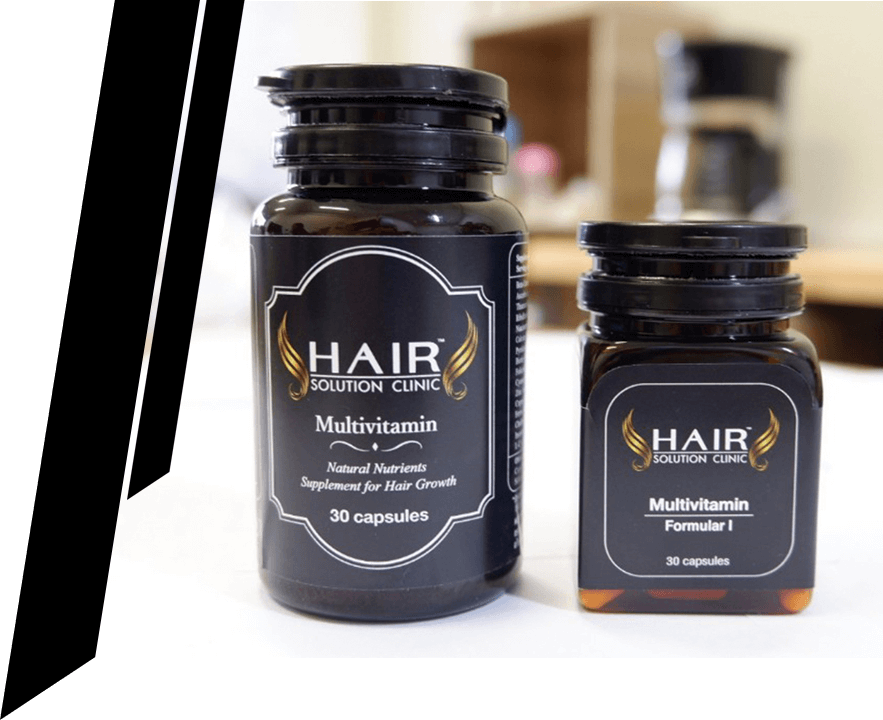 HAIR™
SOLUTION CLINIC
Multivitamin
Natural Nutrients
Supplement for Hair Growth
30 capsules
HAIR™
SOLUTION CLINIC
Multivitamin
Formular I
30 capsules